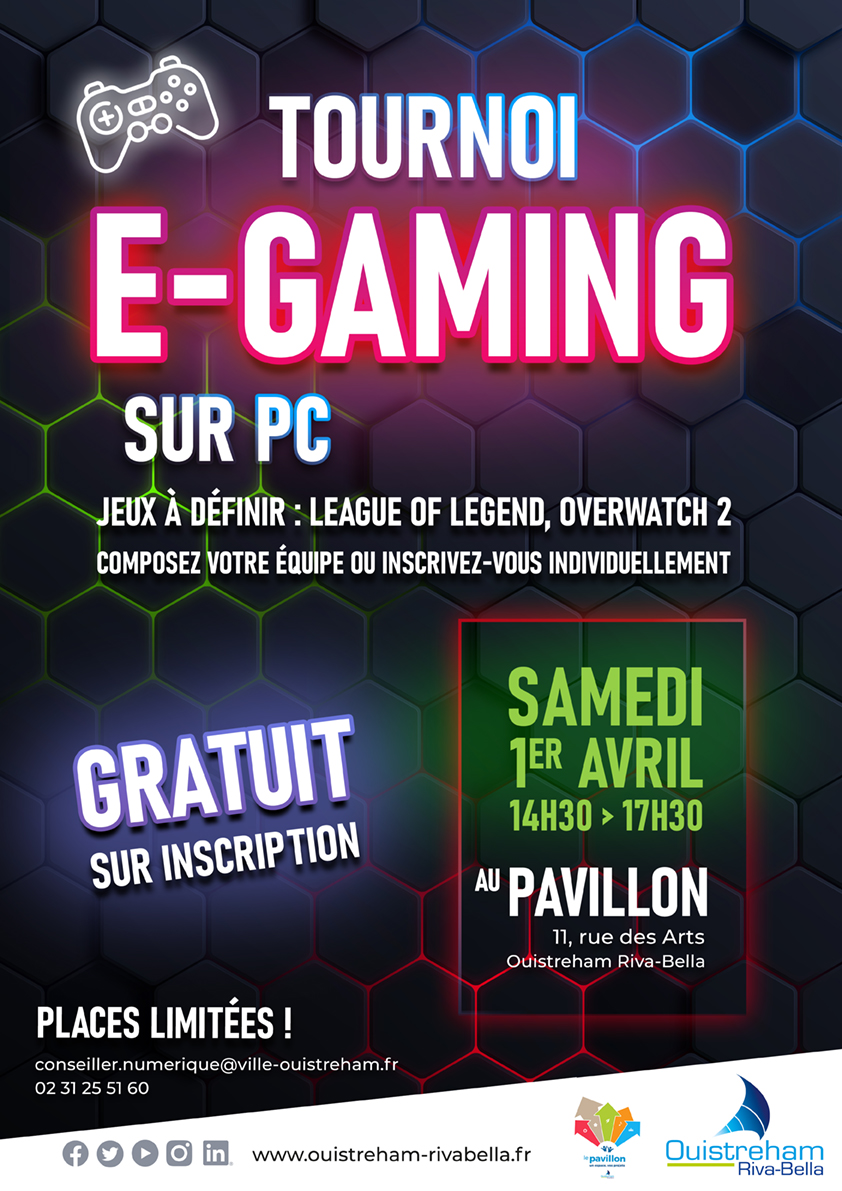 TOURNOI
E-GAMING
SUR PC
JEUX À DÉFINIR : LEAGUE OF LEGEND, OVERWATCH 2
COMPOSEZ VOTRE ÉQUIPE OU INSCRIVEZ-VOUS INDIVIDUELLEMENT
GRATUIT
SUR INSCRIPTION
SAMEDI
1ER AVRIL
14H30 > 17H30
AU PAVILLON
11, rue des Arts
Ouistreham Riva-Bella
PLACES LIMITÉES !
conseiller.numerique@ville-ouistreham.fr
02 31 25 51 60
www.ouistreham-rivabella.fr
le pavillon
Ouistreham
Riva-Bella